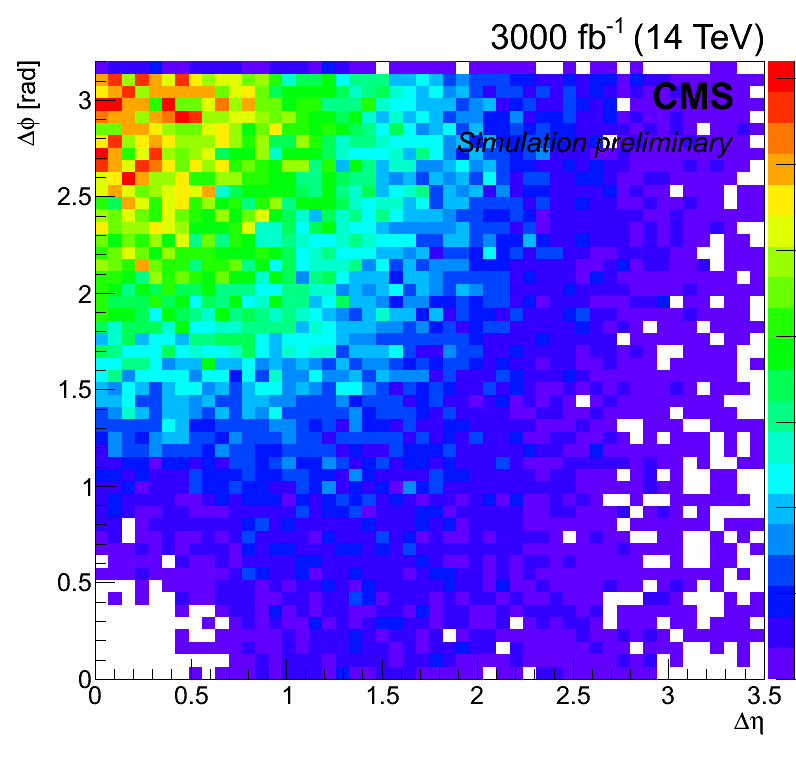 3000 fb⁻¹ (14 TeV)
Δϕ [rad]
CMS
Simulation preliminary
3
2.5
2
1.5
1
0.5
0
0 0.5 1 1.5 2 2.5 3 3.5
Δη